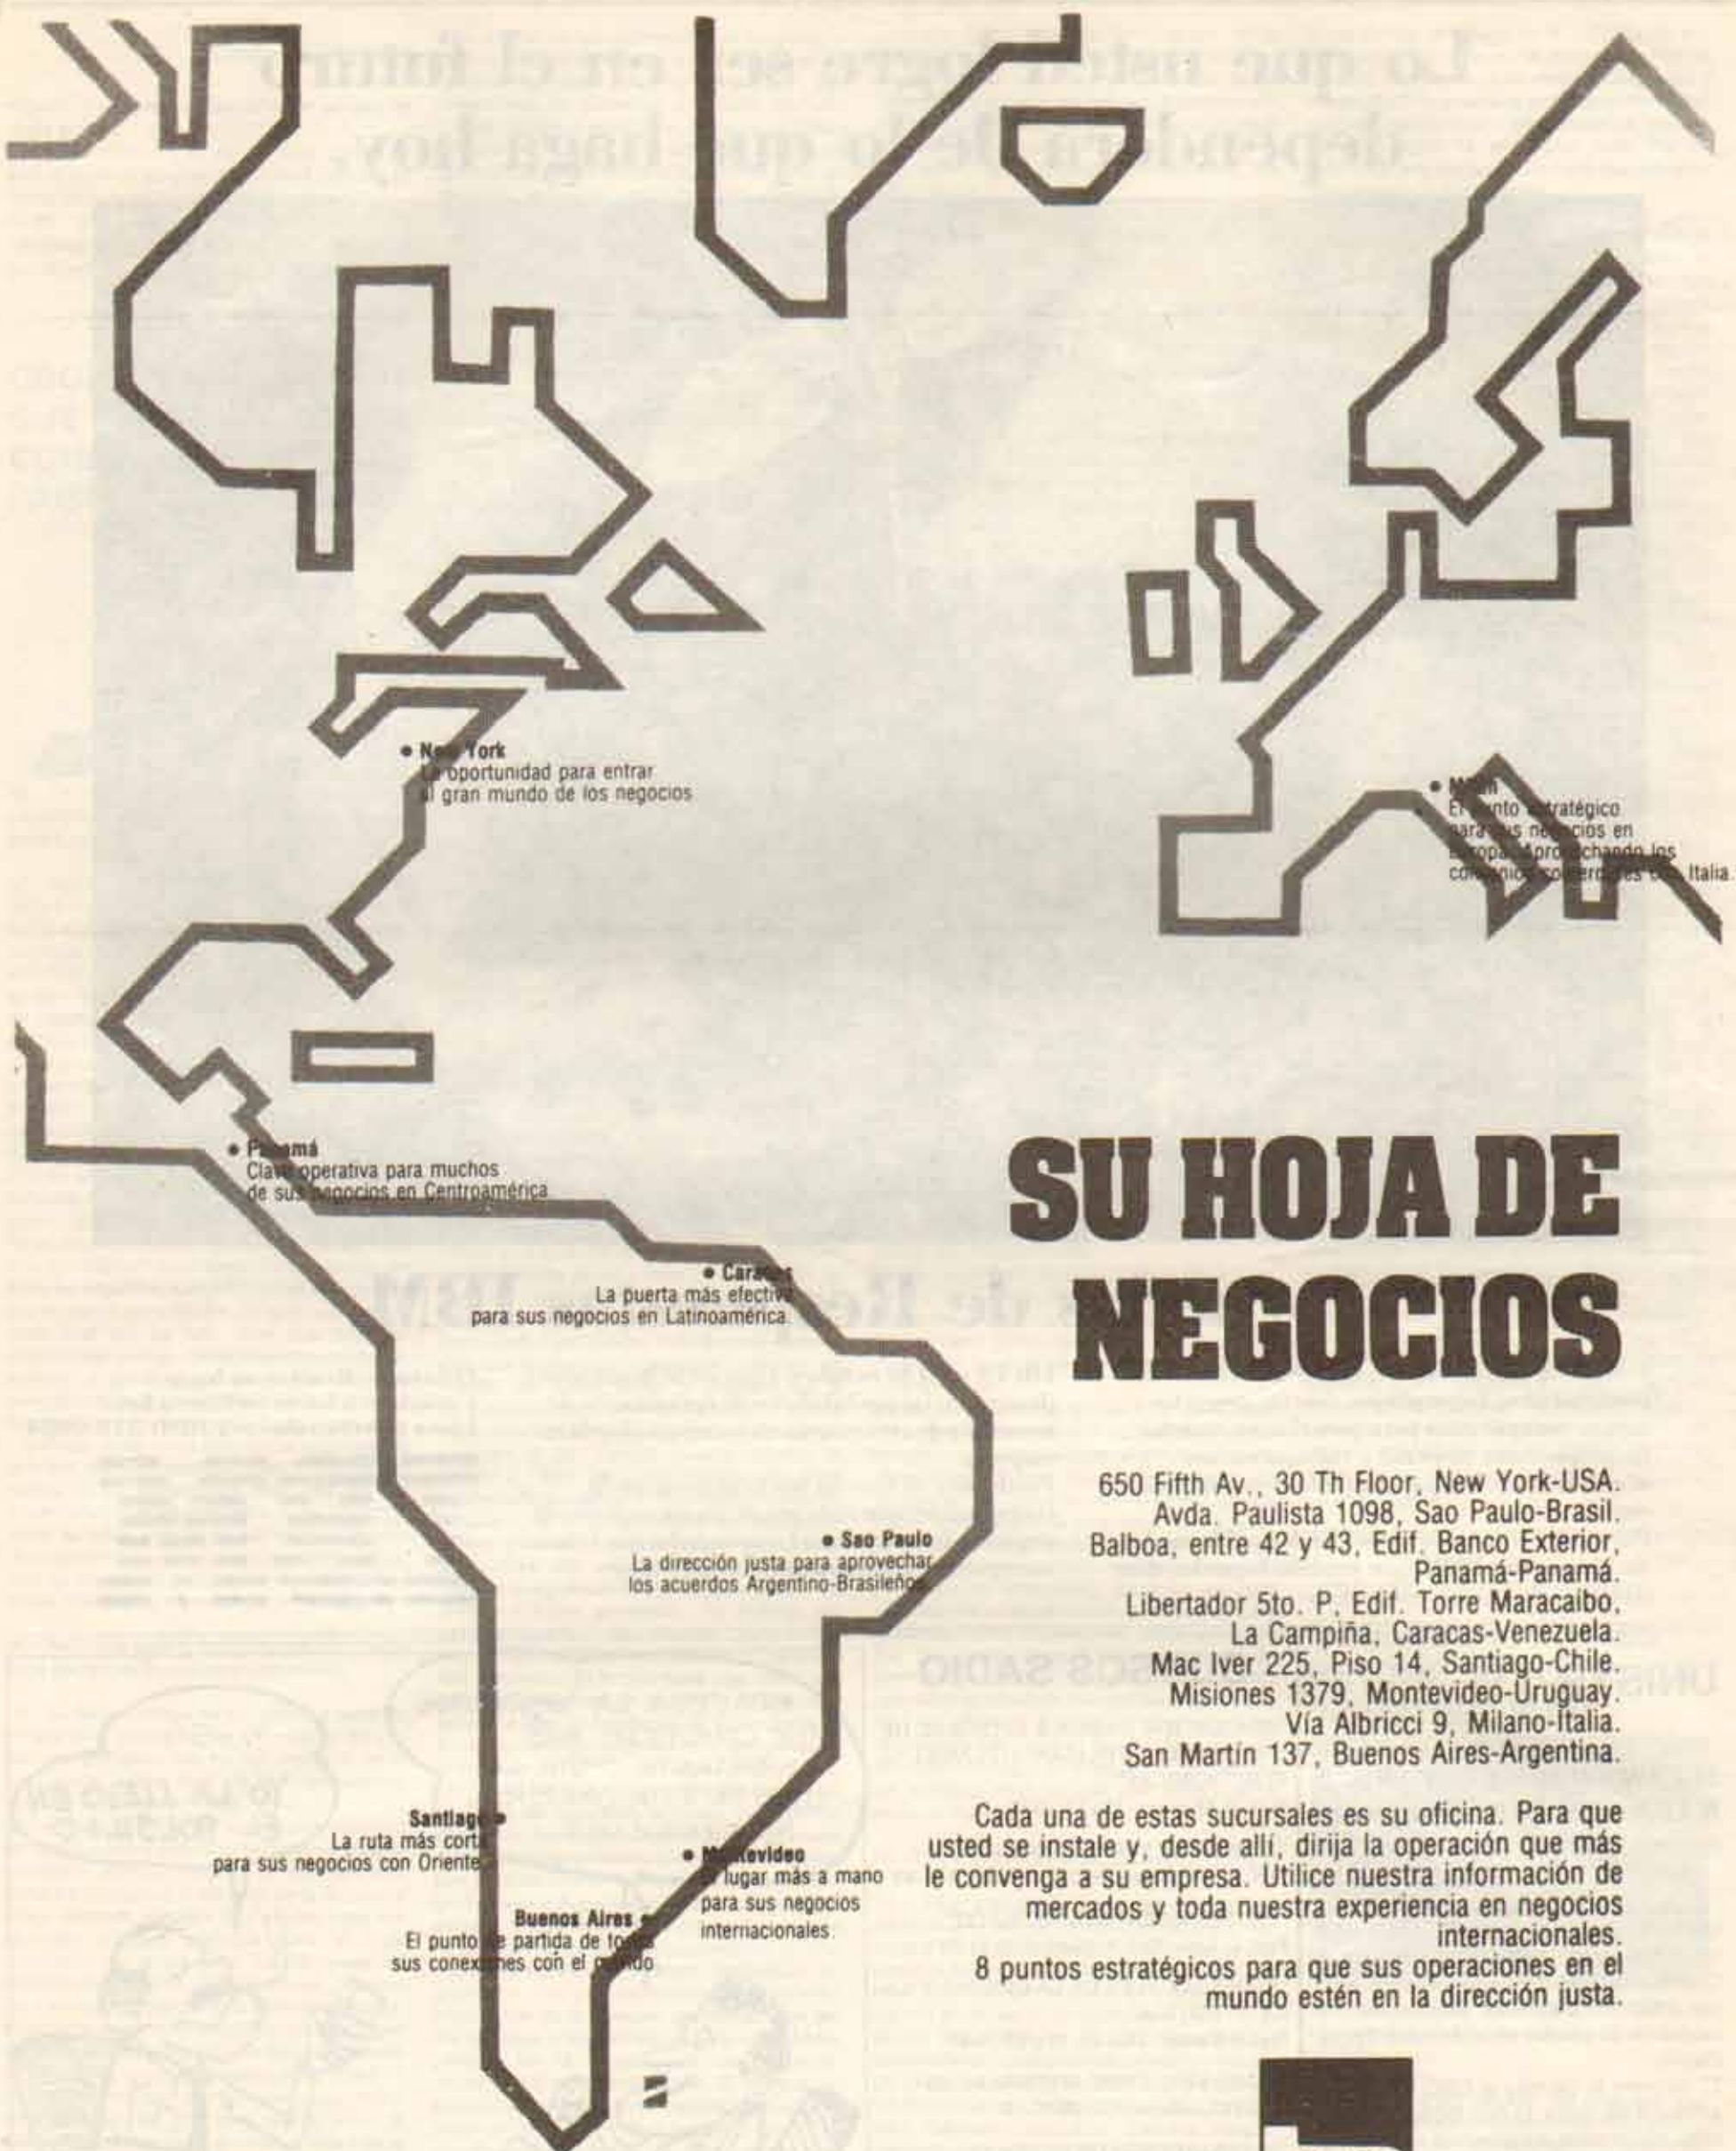 • New York
La oportunidad para entrar
al gran mundo de los negocios
• Milán
El punto estratégico
para sus negocios en
Europa. Aprovechando los
convenios comerciales con Italia.
• Panamá
Clave operativa para muchos
de sus negocios en Centroamérica
SU HOJA DE
NEGOCIOS
• Caracas
La puerta más efectiva
para sus negocios en Latinoamérica.
650 Fifth Av., 30 Th Floor, New York-USA.
Avda. Paulista 1098, Sao Paulo-Brasil.
Balboa, entre 42 y 43, Edif. Banco Exterior,
Panamá-Panamá.
Libertador 5to. P. Edif. Torre Maracaibo,
La Campiña, Caracas-Venezuela.
Mac Iver 225, Piso 14, Santiago-Chile.
Misiones 1379, Montevideo-Uruguay.
Vía Albricci 9, Milano-Italia.
San Martín 137, Buenos Aires-Argentina.
• Sao Paulo
La dirección justa para aprovechar
los acuerdos Argentino-Brasileños.
Cada una de estas sucursales es su oficina. Para que
usted se instale y, desde allí, dirija la operación que más
le convenga a su empresa. Utilice nuestra información de
mercados y toda nuestra experiencia en negocios
internacionales.
8 puntos estratégicos para que sus operaciones en el
mundo estén en la dirección justa.
Santiago •
La ruta más corta
para sus negocios con Oriente.
• Montevideo
El lugar más a mano
para sus negocios
internacionales.
Buenos Aires •
El punto de partida de todas
sus conexiones con el mundo